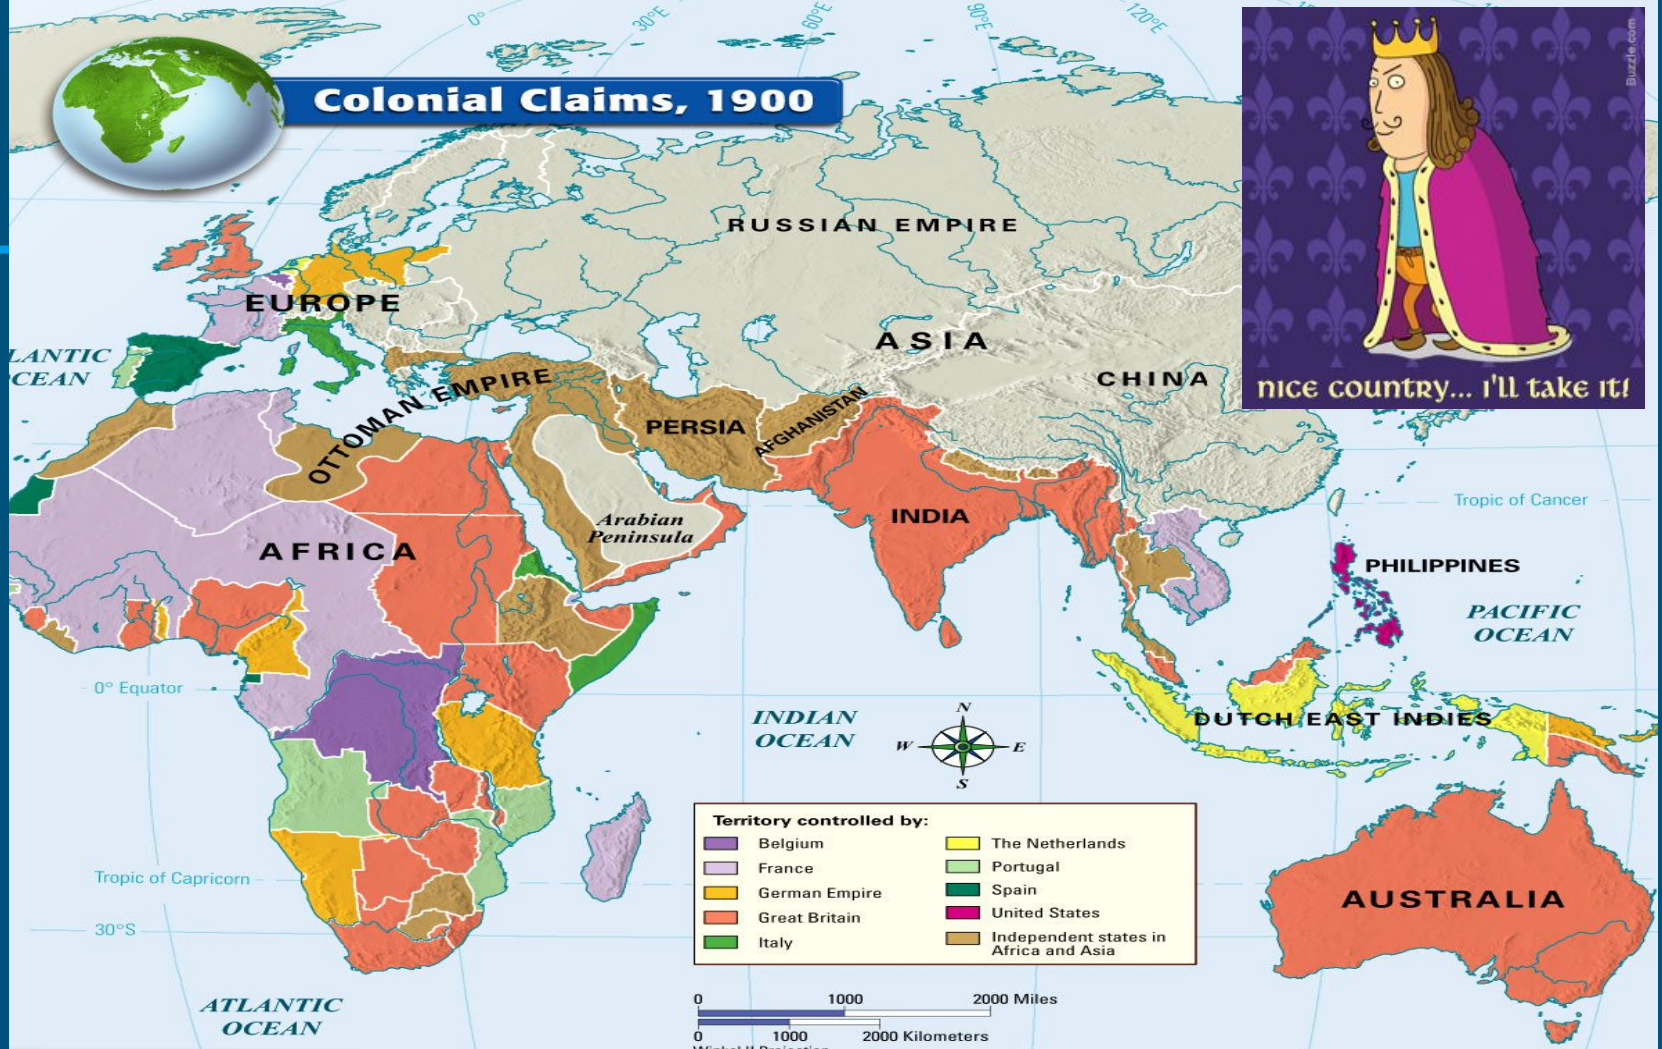 0°
30°E
60°E
90°E
120°E
Buzzle.com
Colonial Claims, 1900
RUSSIAN EMPIRE
EUROPE
ASIA
LANTIC
CEAN
CHINA
NICE COUNTRY... I'LL TAKE IT!
OTTOMAN EMPIRE
PERSIA
AFGHANISTAN
Tropic of Cancer
INDIA
Arabian
Peninsula
AFRICA
PHILIPPINES
PACIFIC
OCEAN
0° Equator
INDIAN
OCEAN
N
W
E
S
DUTCH EAST INDIES
Territory controlled by:
Belgium
France
German Empire
Great Britain
Italy
The Netherlands
Portugal
Spain
United States
Independent states in
Africa and Asia
Tropic of Capricorn
AUSTRALIA
30°S
ATLANTIC
OCEAN
0 1000 2000 Miles
0 1000 2000 Kilometers